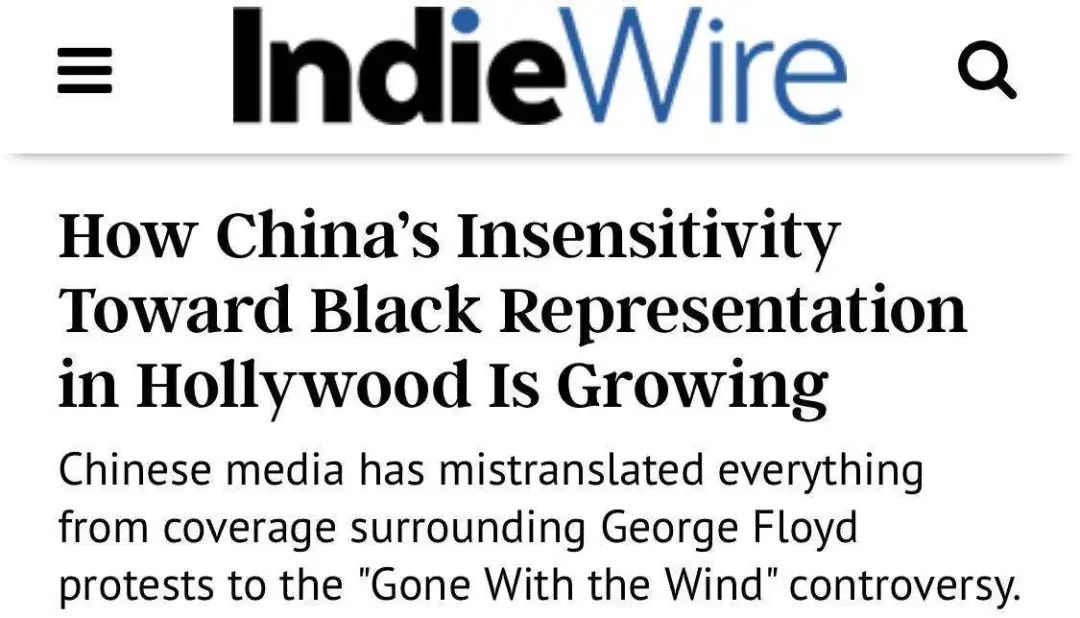 IndieWire
How China’s Insensitivity
Toward Black Representation
in Hollywood Is Growing
Chinese media has mistranslated everything
from coverage surrounding George Floyd
protests to the "Gone With the Wind" controversy.